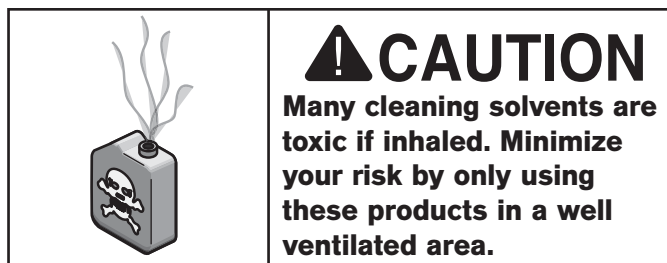 CAUTION
Many cleaning solvents are
toxic if inhaled. Minimize
your risk by only using
these products in a well
ventilated area.